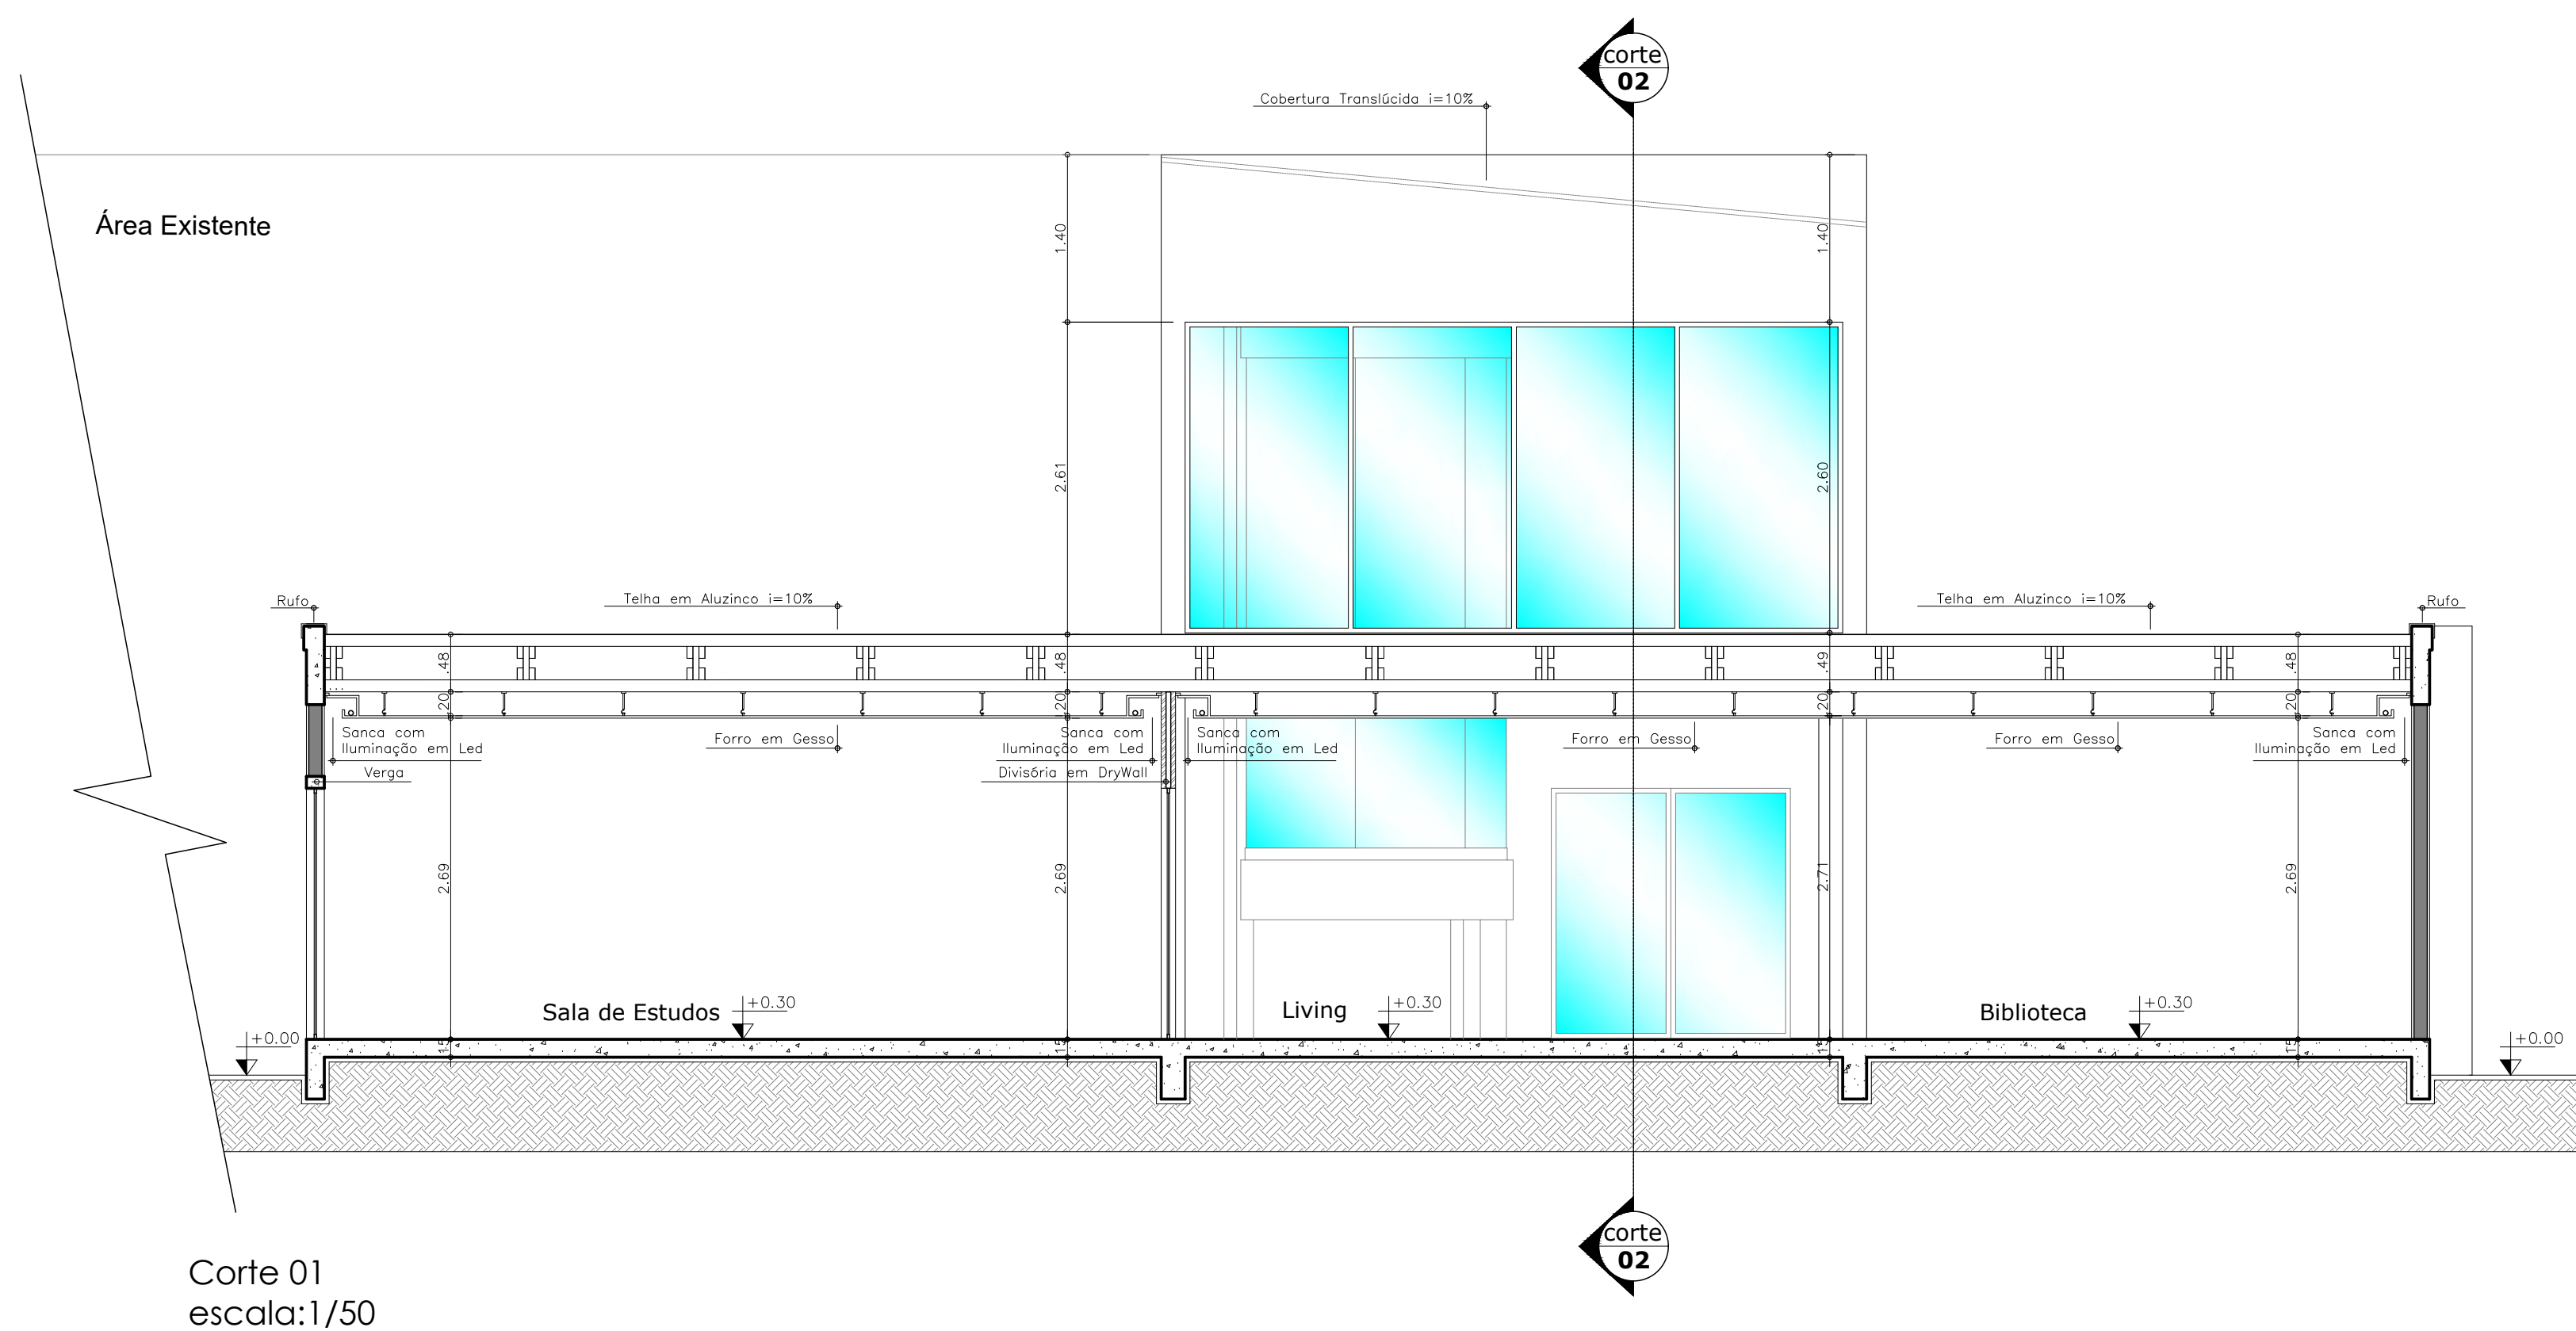 corte
02
Cobertura Translúcida i=10%
Área Existente
1.40
1.40
2.61
2.60
Rufo
Telha em Aluzinco i=10%
Telha em Aluzinco i=10%
Rufo
.48
.48
.49
.48
.20
.20
.20
Sanca com
Iluminação em Led
Forro em Gesso
Sanca com
Iluminação em Led
Sanca com
Iluminação em Led
Forro em Gesso
Forro em Gesso
Sanca com
Iluminação em Led
Verga
Divisória em DryWall
2.69
2.69
2.71
2.69
Sala de Estudos
+0.30
Living
+0.30
Biblioteca
+0.30
+0.00
+0.00
.15
.15
.15
corte
02
Corte 01
escala:1/50